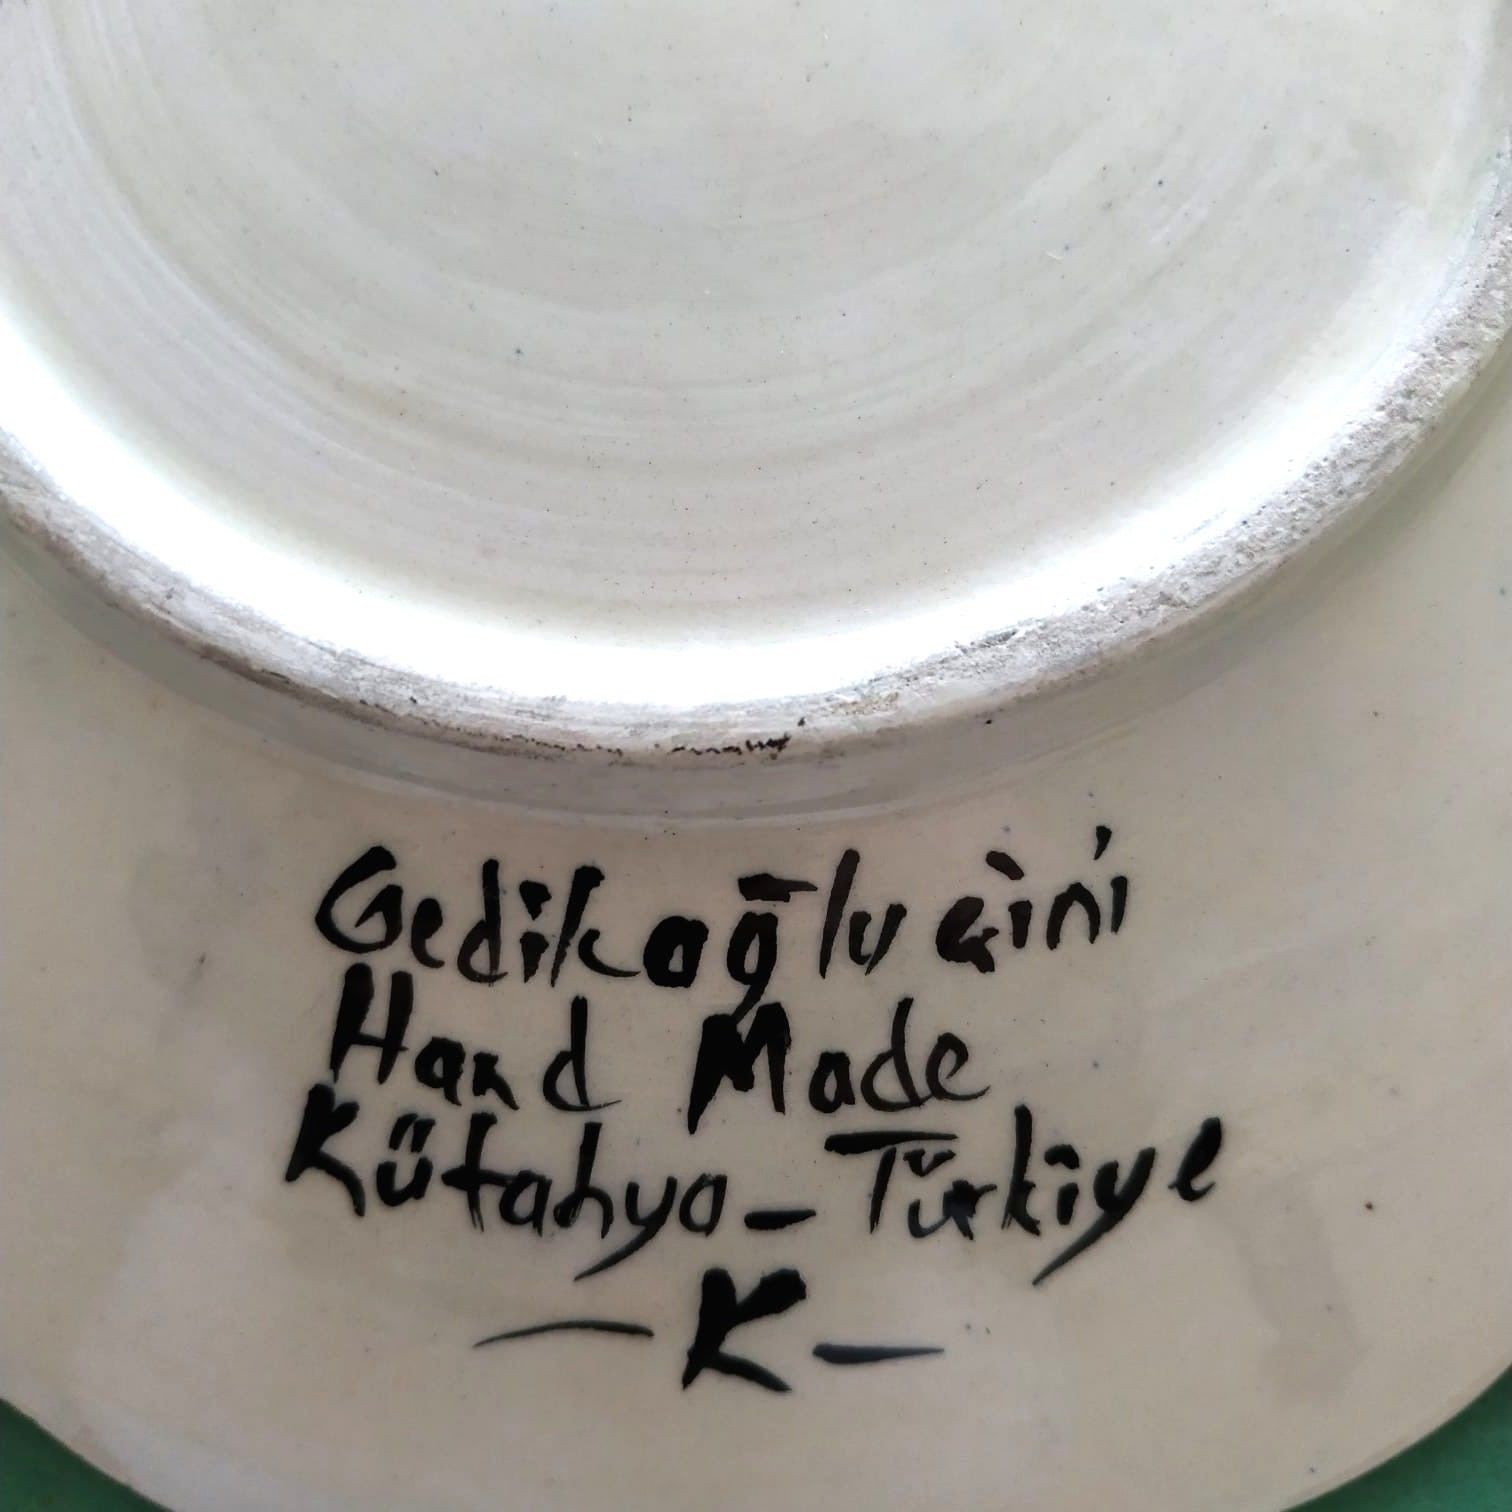 Gedikoğlu çini
Hand Made
Kütahya - Türkiye
- K -